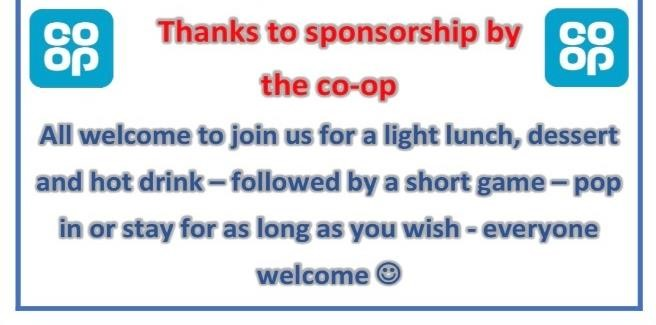 CO
OP
Thanks to sponsorship by
CO
OP
the co-op
All welcome to join us for a light lunch, dessert
and hot drink – followed by a short game – pop
in or stay for as long as you wish - everyone
welcome ☺